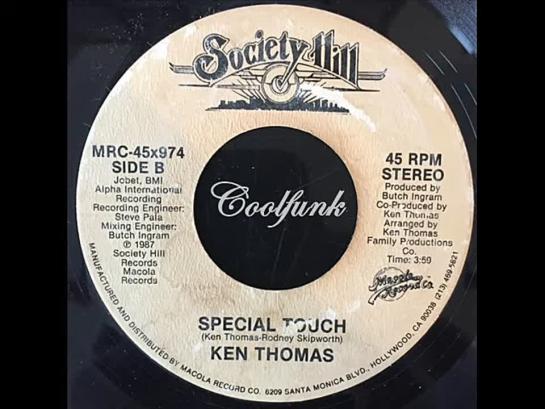 Society Hill
MRC-45x974
SIDE B
Jobet, BMI
Alpha International
Recording
Recording Engineer:
Steve Pala
Mixing Engineer:
Butch Ingram
℗ 1987
Society Hill
Records
Macola
Records
45 RPM
STEREO
Produced by
Butch Ingram
Co-Produced by
Ken Thomas
Arranged by
Ken Thomas
Family Productions
Co.
Time: 3:59
Coolfunk
Macola
Record Co.
SPECIAL TOUCH
(Ken Thomas-Rodney Skipworth)
KEN THOMAS
MANUFACTURED AND DISTRIBUTED BY MACOLA RECORD CO. 6209 SANTA MONICA BLVD., HOLLYWOOD, CA 90038 (213) 469-5821